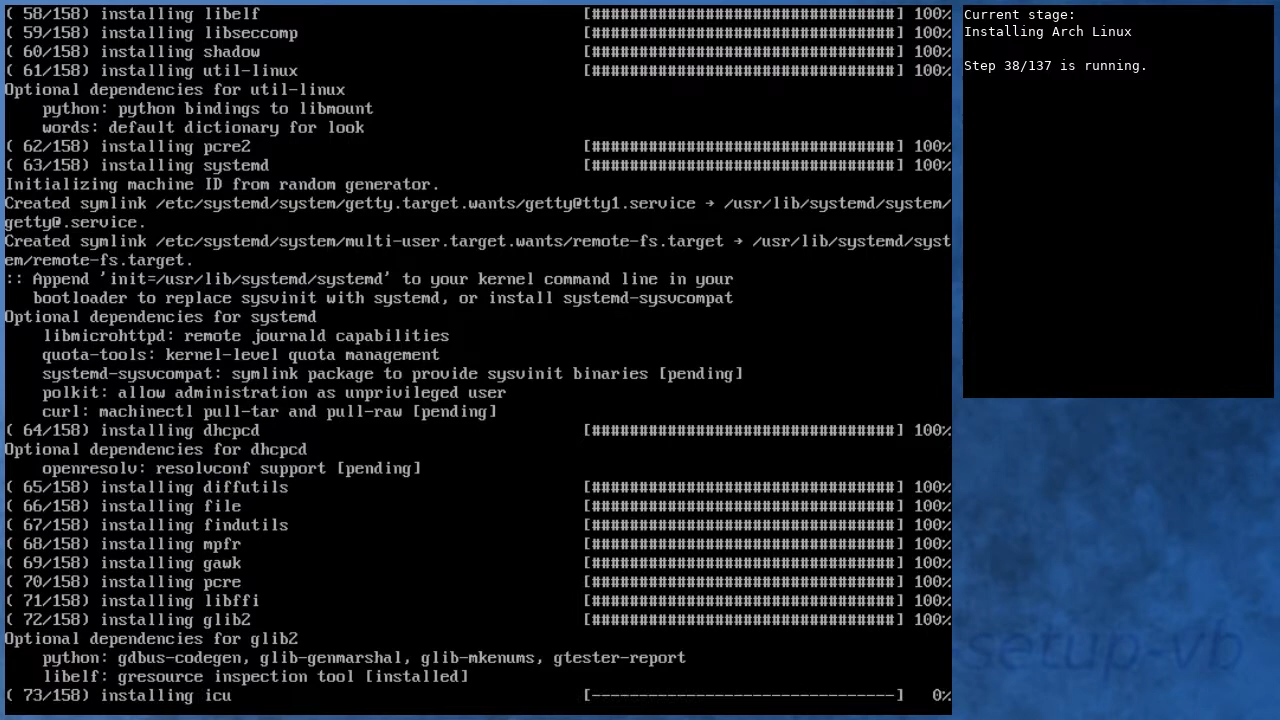 ( 58/158) installing libelf [################################] 100%
( 59/158) installing libseccomp [################################] 100%
( 60/158) installing shadow [################################] 100%
( 61/158) installing util-linux [################################] 100%
Optional dependencies for util-linux
python: python bindings to libmount
words: default dictionary for look
( 62/158) installing pcre2 [################################] 100%
( 63/158) installing systemd [################################] 100%
Initializing machine ID from random generator.
Created symlink /etc/systemd/system/getty.target.wants/getty@tty1.service → /usr/lib/systemd/system/
getty@.service.
Created symlink /etc/systemd/system/multi-user.target.wants/remote-fs.target → /usr/lib/systemd/syst
em/remote-fs.target.
:: Append 'init=/usr/lib/systemd/systemd' to your kernel command line in your
bootloader to replace sysvinit with systemd, or install systemd-sysvcompat
Optional dependencies for systemd
libmicrohttpd: remote journald capabilities
quota-tools: kernel-level quota management
systemd-sysvcompat: symlink package to provide sysvinit binaries [pending]
polkit: allow administration as unprivileged user
curl: machinectl pull-tar and pull-raw [pending]
( 64/158) installing dhcpcd [################################] 100%
Optional dependencies for dhcpcd
openresolv: resolvconf support [pending]
( 65/158) installing diffutils [################################] 100%
( 66/158) installing file [################################] 100%
( 67/158) installing findutils [################################] 100%
( 68/158) installing mpfr [################################] 100%
( 69/158) installing gawk [################################] 100%
( 70/158) installing pcre [################################] 100%
( 71/158) installing libffi [################################] 100%
( 72/158) installing glib2 [################################] 100%
Optional dependencies for glib2
python: gdbus-codegen, glib-genmarshal, glib-mkenums, gtester-report
libelf: gresource inspection tool [installed]
( 73/158) installing icu [--------------------------------] 0%
Current stage:
Installing Arch Linux
Step 38/137 is running.
setup-vb